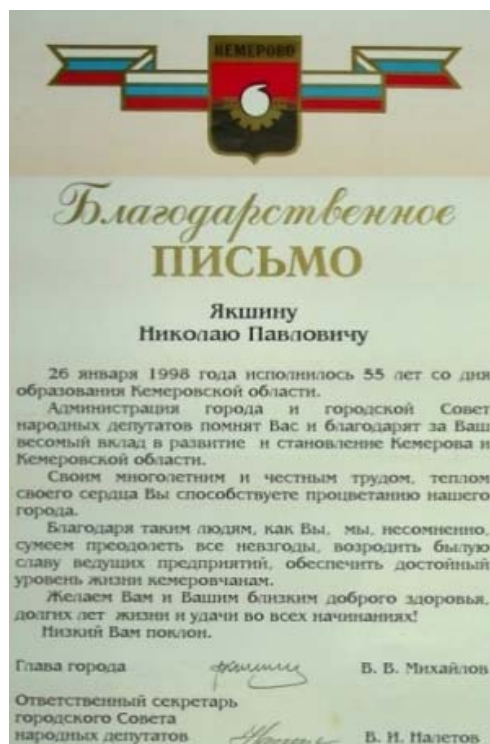 КЕМЕРОВО
Благодарственное
ПИСЬМО
Якшину
Николаю Павловичу
26 января 1998 года исполнилось 55 лет со дня
образования Кемеровской области.
Администрация города и городской Совет
народных депутатов помнят Вас и благодарят за Ваш
весомый вклад в развитие и становление Кемерова и
Кемеровской области.
Своим многолетним и честным трудом, теплом
своего сердца Вы способствуете процветанию нашего
города.
Благодаря таким людям, как Вы, мы, несомненно,
сумеем преодолеть все невзгоды, возродить былую
славу ведущих предприятий, обеспечить достойный
уровень жизни кемеровчанам.
Желаем Вам и Вашим близким доброго здоровья,
долгих лет жизни и удачи во всех начинаниях!
Низкий Вам поклон.
Глава города В. В. Михайлов
Ответственный секретарь
городского Совета
народных депутатов В. И. Налетов